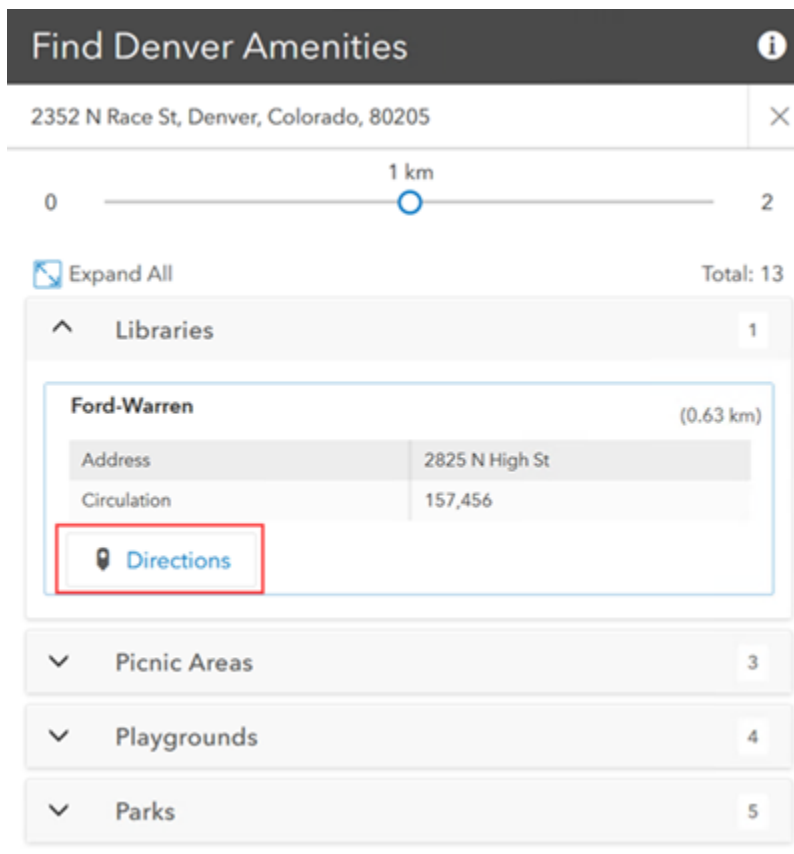 Find Denver Amenities
2352 N Race St, Denver, Colorado, 80205
1 km
0 2
Expand All Total: 13
Libraries 1
Ford-Warren (0.63 km)
Address 2825 N High St
Circulation 157,456
Directions
Picnic Areas 3
Playgrounds 4
Parks 5